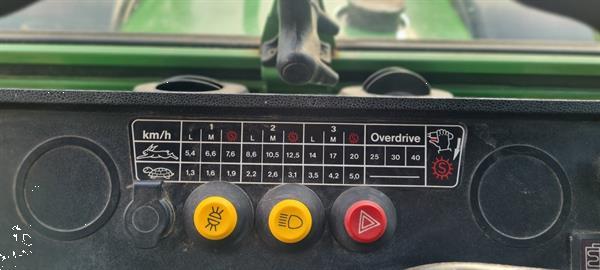 km/h 1 2 3 Overdrive
L M S L M S L M S
5,4 6,6 7,6 8,6 10,5 12,5 14 17 20 25 30 40
1,3 1,6 1,9 2,2 2,6 3,1 3,5 4,2 5,0 S